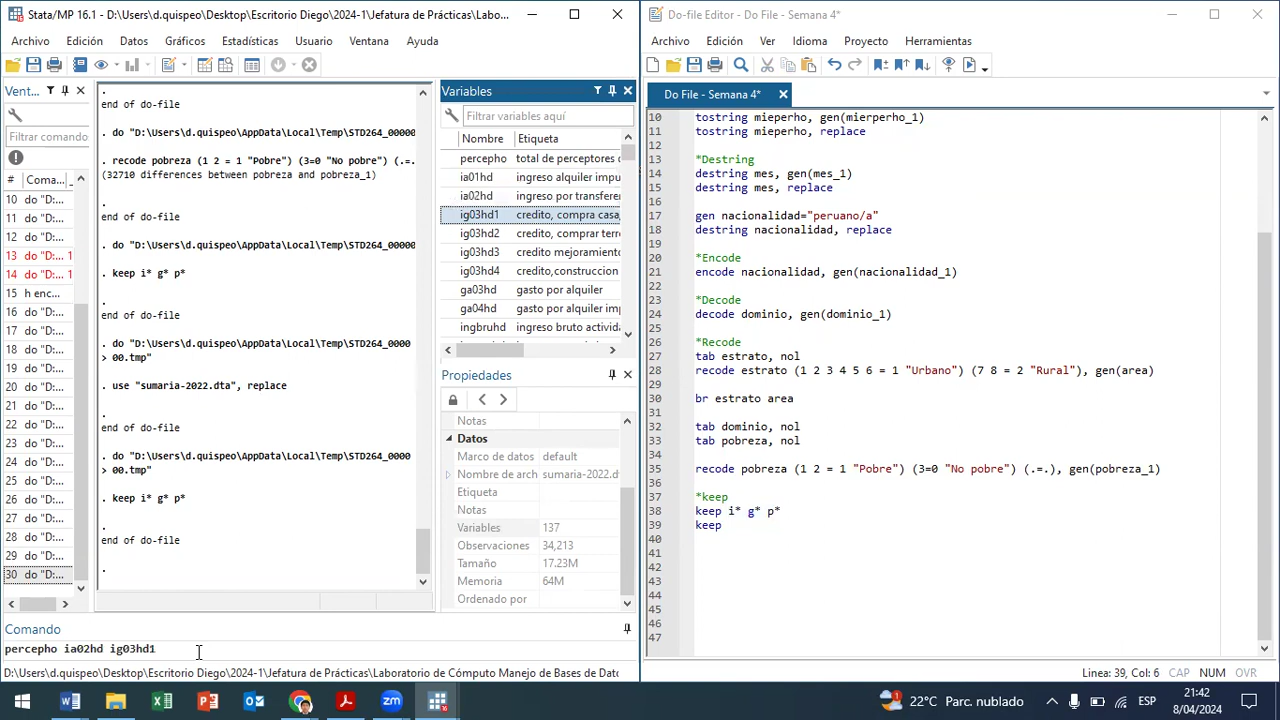 Stata/MP 16.1 - D:\Users\d.quispeo\Desktop\Escritorio Diego\2024-1\Jefatura de Prácticas\Labo...
Archivo Edición Datos Gráficos Estadísticas Usuario Ventana Ayuda
Vent...
Filtrar comando
# Coma...
10 do "D:...
11 do "D:...
12 do "D:...
13 do "D:... 1
14 do "D:... 1
15 h enc...
16 do "D:...
17 do "D:...
18 do "D:...
19 do "D:...
20 do "D:...
21 do "D:...
22 do "D:...
23 do "D:...
24 do "D:...
25 do "D:...
26 do "D:...
27 do "D:...
28 do "D:...
29 do "D:...
30 do "D:...
.
end of do-file
. do "D:\Users\d.quispeo\AppData\Local\Temp\STD264_00000
. recode pobreza (1 2 = 1 "Pobre") (3=0 "No pobre") (.=.
(32710 differences between pobreza and pobreza_1)
.
end of do-file
. do "D:\Users\d.quispeo\AppData\Local\Temp\STD264_00000
. keep i* g* p*
.
end of do-file
. do "D:\Users\d.quispeo\AppData\Local\Temp\STD264_0000
> 00.tmp"
. use "sumaria-2022.dta", replace
.
end of do-file
. do "D:\Users\d.quispeo\AppData\Local\Temp\STD264_0000
> 00.tmp"
. keep i* g* p*
.
end of do-file
.
Variables
Filtrar variables aquí
Nombre Etiqueta
percepho total de perceptores d
ia01hd ingreso alquiler impu
ia02hd ingreso por transfere
ig03hd1 credito, compra casa,
ig03hd2 credito, comprar terr
ig03hd3 credito mejoramiento
ig03hd4 credito,construccion
ga03hd gasto por alquiler
ga04hd gasto por alquiler imp
ingbruhd ingreso bruto activida
Propiedades
Notas
Datos
Marco de datos default
Nombre de arch sumaria-2022.d
Etiqueta
Notas
Variables 137
Observaciones 34,213
Tamaño 17.23M
Memoria 64M
Ordenado por
Comando
percepho ia02hd ig03hd1
D:\Users\d.quispeo\Desktop\Escritorio Diego\2024-1\Jefatura de Prácticas\Laboratorio de Cómputo Manejo de Bases de Dato
Do-file Editor - Do File - Semana 4*
Archivo Edición Ver Idioma Proyecto Herramientas
Do File - Semana 4*
10 tostring mieperho, gen(mierperho_1)
11 tostring mieperho, replace
12
13 *Destring
14 destring mes, gen(mes_1)
15 destring mes, replace
16
17 gen nacionalidad="peruano/a"
18 destring nacionalidad, replace
19
20 *Encode
21 encode nacionalidad, gen(nacionalidad_1)
22
23 *Decode
24 decode dominio, gen(dominio_1)
25
26 *Recode
27 tab estrato, nol
28 recode estrato (1 2 3 4 5 6 = 1 "Urbano") (7 8 = 2 "Rural"), gen(area)
29
30 br estrato area
31
32 tab dominio, nol
33 tab pobreza, nol
34
35 recode pobreza (1 2 = 1 "Pobre") (3=0 "No pobre") (.=.), gen(pobreza_1)
36
37 *keep
38 keep i* g* p*
39 keep
40
41
42
43
44
45
46
47
Linea: 39, Col: 6 CAP NUM OVR
22°C Parc. nublado
ESP
21:42
8/04/2024